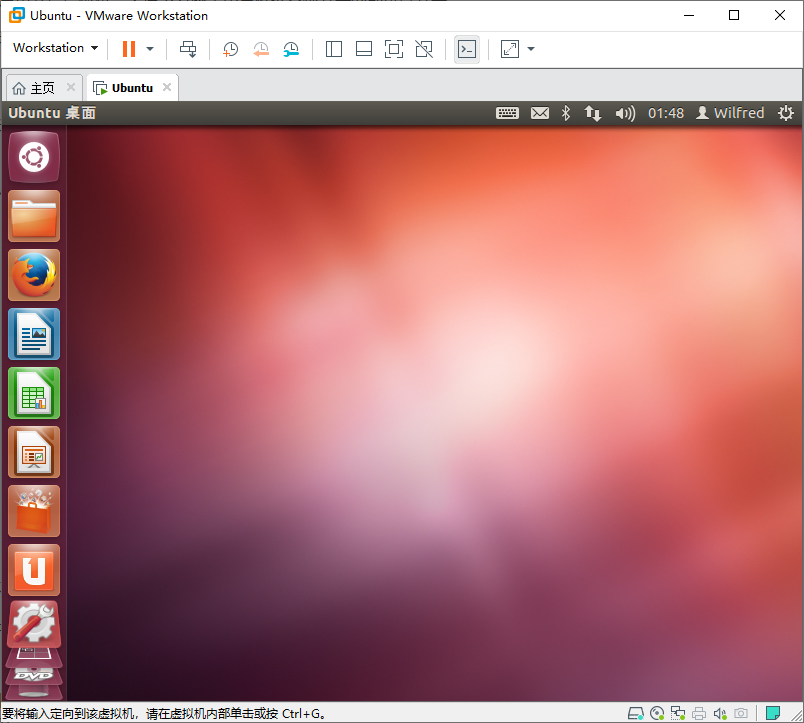 Ubuntu - VMware Workstation
Workstation
主页
Ubuntu
Ubuntu 桌面
01:48
Wilfred
DVD
要将输入定向到该虚拟机，请在虚拟机内部单击或按 Ctrl+G。